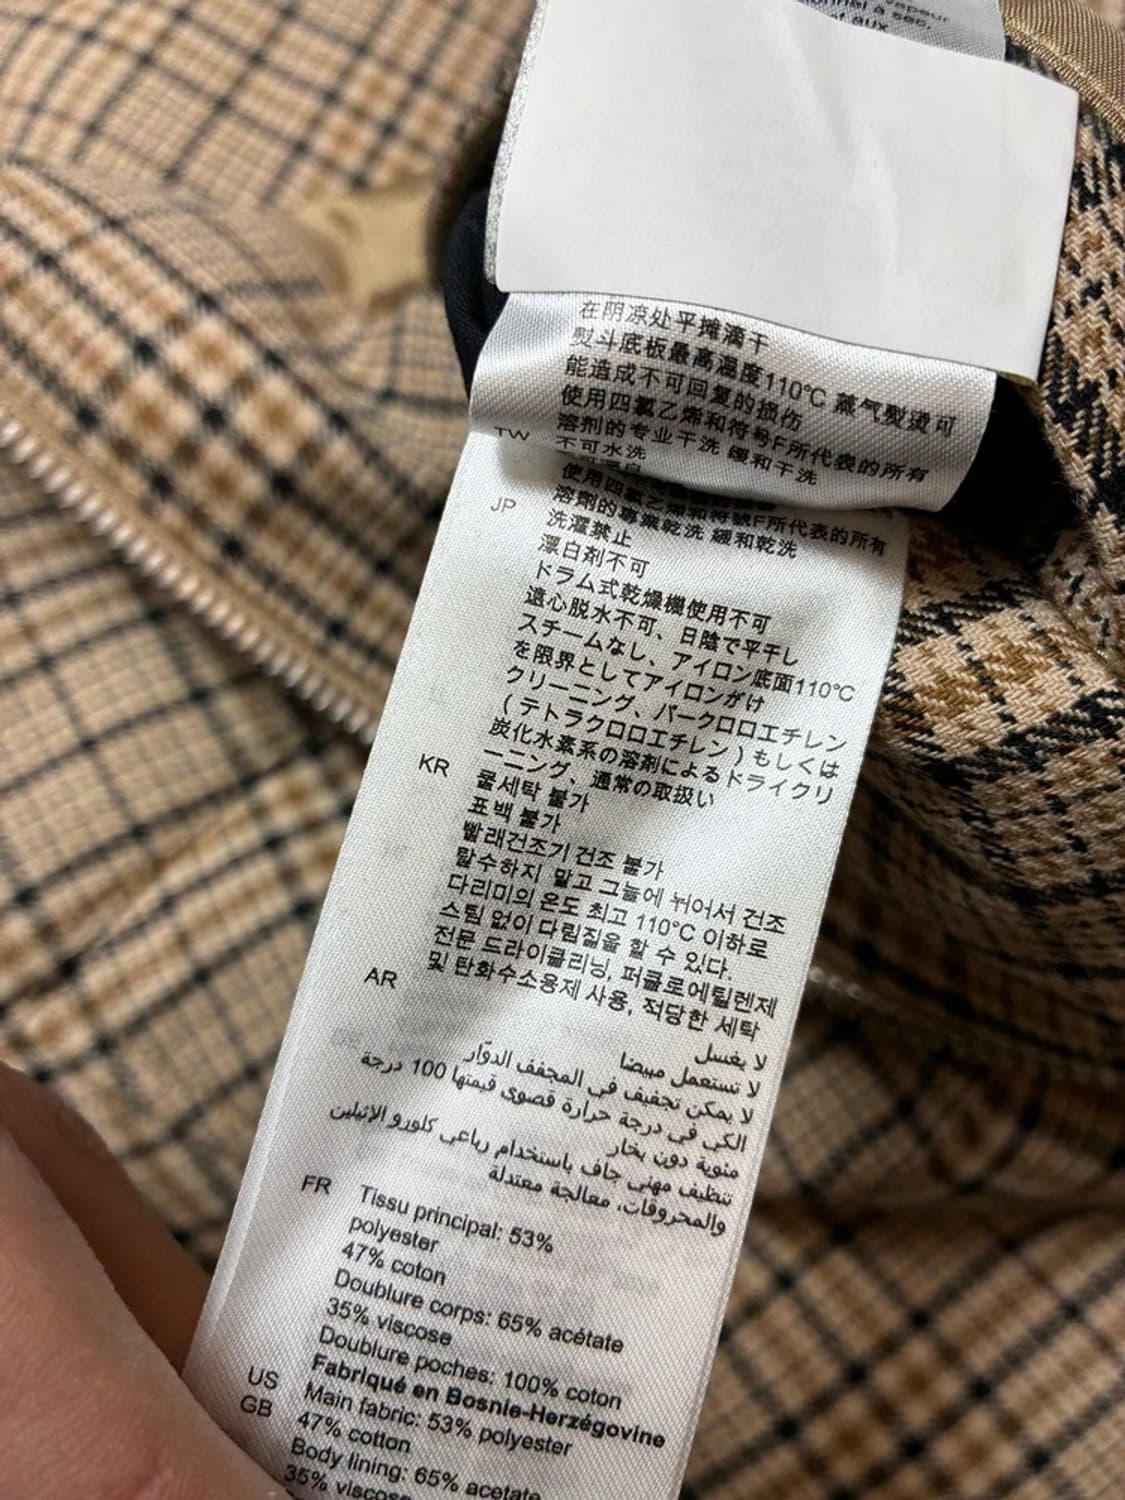 vapeur
à sec,
et aux
在阴凉处平摊滴干
熨斗底板最高温度110℃ 蒸气熨烫可
能造成不可回复的损伤
使用四氯乙烯和符号F所代表的所有
溶剂的专业干洗 缓和干洗
TW 不可水洗
使用四氯乙烯和符號F所代表的所有
溶劑的專業乾洗 緩和乾洗
JP 洗濯禁止
漂白剤不可
ドラム式乾燥機使用不可
遠心脱水不可、日陰で平干し
スチームなし、アイロン底面110℃
を限界としてアイロンがけ
クリーニング、パークロロエチレン
(テトラクロロエチレン)もしくは
炭化水素系の溶剤によるドライクリ
ーニング、通常の取扱い
KR 물세탁 불가
표백 불가
빨래건조기 건조 불가
탈수하지 말고 그늘에 뉘어서 건조
다리미의 온도 최고 110°C 이하로
스팀 없이 다림질을 할 수 있다.
전문 드라이클리닝, 퍼클로에틸렌제
및 탄화수소용제 사용, 적당한 세탁
AR
لا يغسل
لا تستعمل مبيضا
لا يمكن تجفيف في المجفف الدوّار
الكي في درجة حرارة قصوى قيمتها 100 درجة
مئوية دون بخار
تنظيف مهني جاف باستخدام رباعي كلورو الإثيلين
والمحروقات، معالجة معتدلة
FR Tissu principal: 53%
polyester
47% coton
Doublure corps: 65% acétate
35% viscose
Doublure poches: 100% coton
Fabriqué en Bosnie-Herzégovine
US Main fabric: 53% polyester
GB 47% cotton
Body lining: 65% acetate
35% viscose